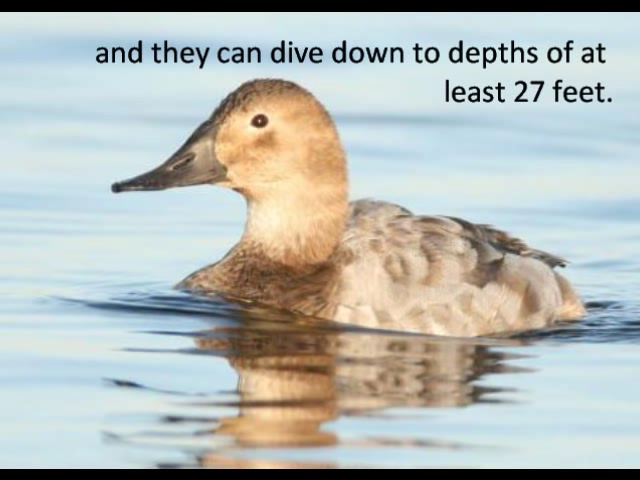 and they can dive down to depths of at
least 27 feet.